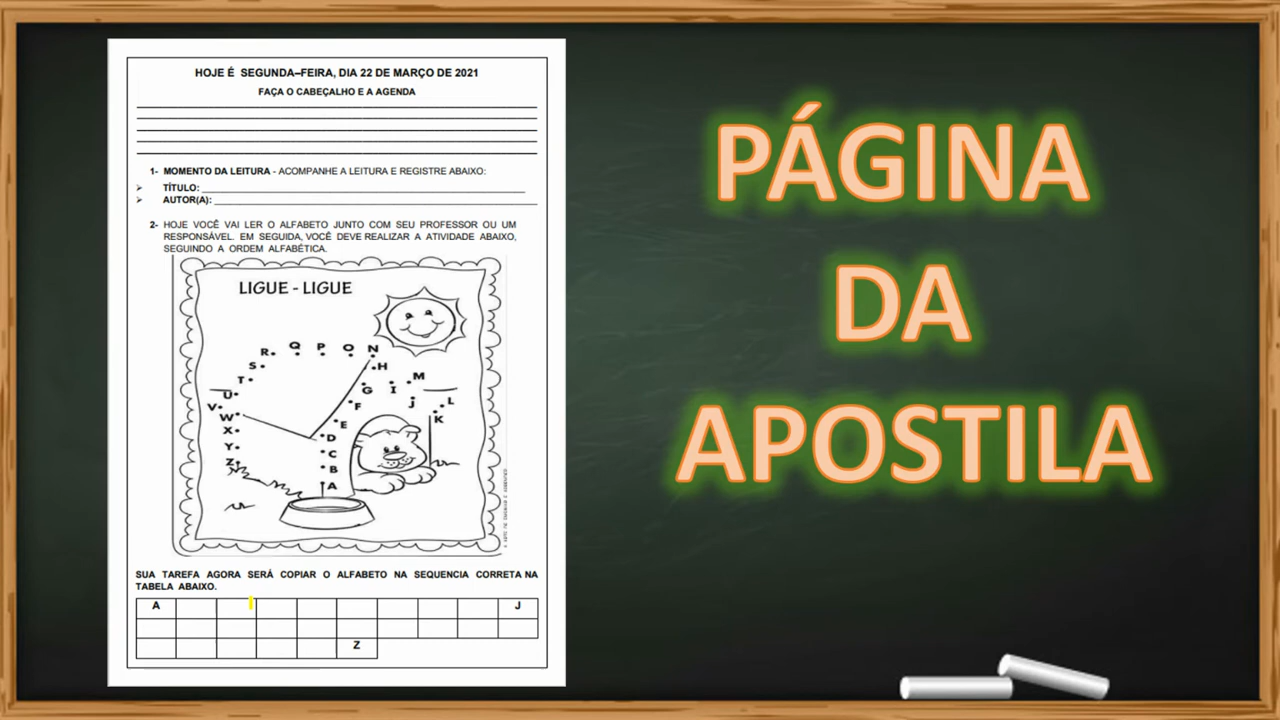 HOJE É SEGUNDA–FEIRA, DIA 22 DE MARÇO DE 2021
FAÇA O CABEÇALHO E A AGENDA
1- MOMENTO DA LEITURA - ACOMPANHE A LEITURA E REGISTRE ABAIXO:
TÍTULO:
AUTOR(A):
2- HOJE VOCÊ VAI LER O ALFABETO JUNTO COM SEU PROFESSOR OU UM
RESPONSÁVEL. EM SEGUIDA, VOCÊ DEVE REALIZAR A ATIVIDADE ABAIXO,
SEGUINDO A ORDEM ALFABÉTICA.
LIGUE - LIGUE
R Q P O N
S H
T G I M
U F J L
V E K
W D
X C
Y B
Z A
SUA TAREFA AGORA SERÁ COPIAR O ALFABETO NA SEQUENCIA CORRETA NA
TABELA ABAIXO.
A J
Z
PÁGINA
DA
APOSTILA